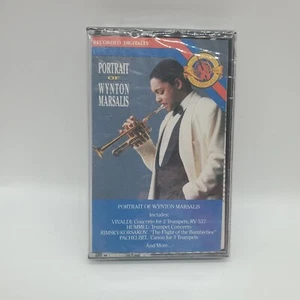 RECORDED DIGITALLY
PORTRAIT
OF
WYNTON
MARSALIS
PORTRAIT OF WYNTON MARSALIS
Includes:
VIVALDI: Concerto for 2 Trumpets, RV 537
HUMMEL: Trumpet Concerto
RIMSKY-KORSAKOV: "The Flight of the Bumblebee"
PACHELBEL: Canon for 3 Trumpets
And More...